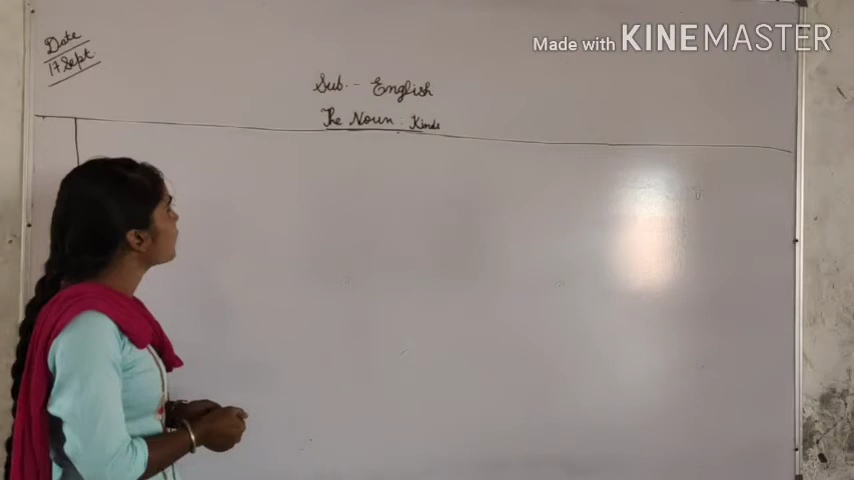 Date
17 Sept
Made with KINEMASTER
Sub. - English
The Noun : Kinds